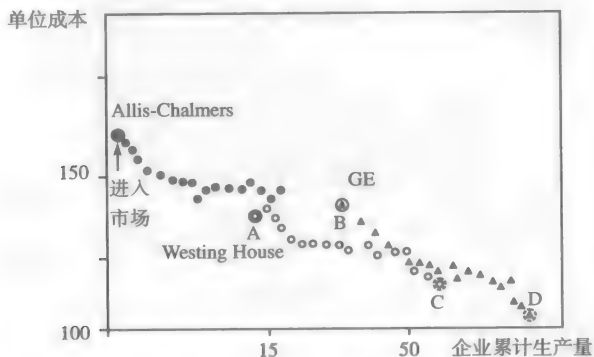 单位成本
Allis-Chalmers
150
进入
市场
GE
A
B
Westing House
C
D
100
15
50
企业累计生产量